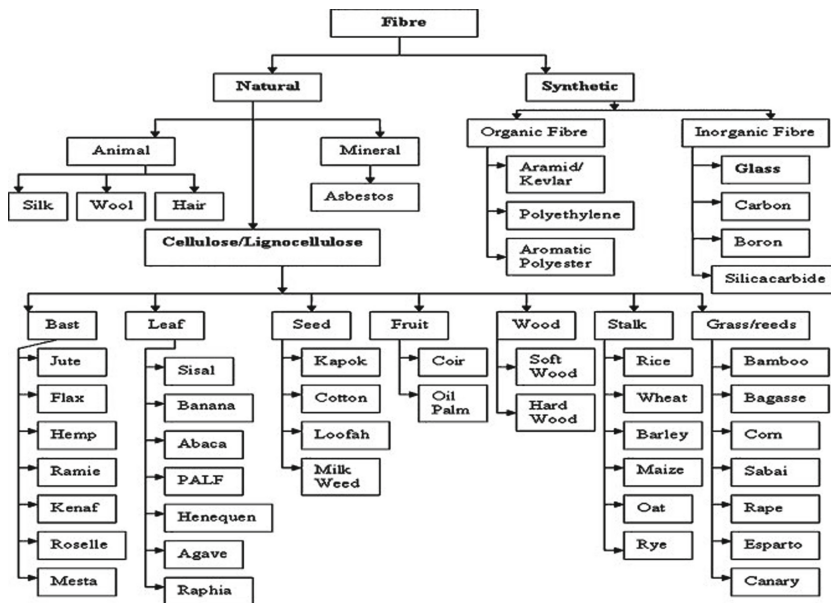 Fibre
Natural
Synthetic
Organic Fibre
Inorganic Fibre
Animal
Mineral
Aramid/
Kevlar
Glass
Silk
Wool
Hair
Asbestos
Polyethylene
Carbon
Cellulose/Lignocellulose
Aromatic
Polyester
Boron
Silicacarbide
Bast
Leaf
Seed
Fruit
Wood
Stalk
Grass/reeds
Jute
Flax
Hemp
Ramie
Kenaf
Roselle
Mesta
Sisal
Banana
Abaca
PALF
Henequen
Agave
Raphia
Kapok
Cotton
Loofah
Milk
Weed
Coir
Oil
Palm
Soft
Wood
Hard
Wood
Rice
Wheat
Barley
Maize
Oat
Rye
Bamboo
Bagasse
Corn
Sabai
Rape
Esparto
Canary